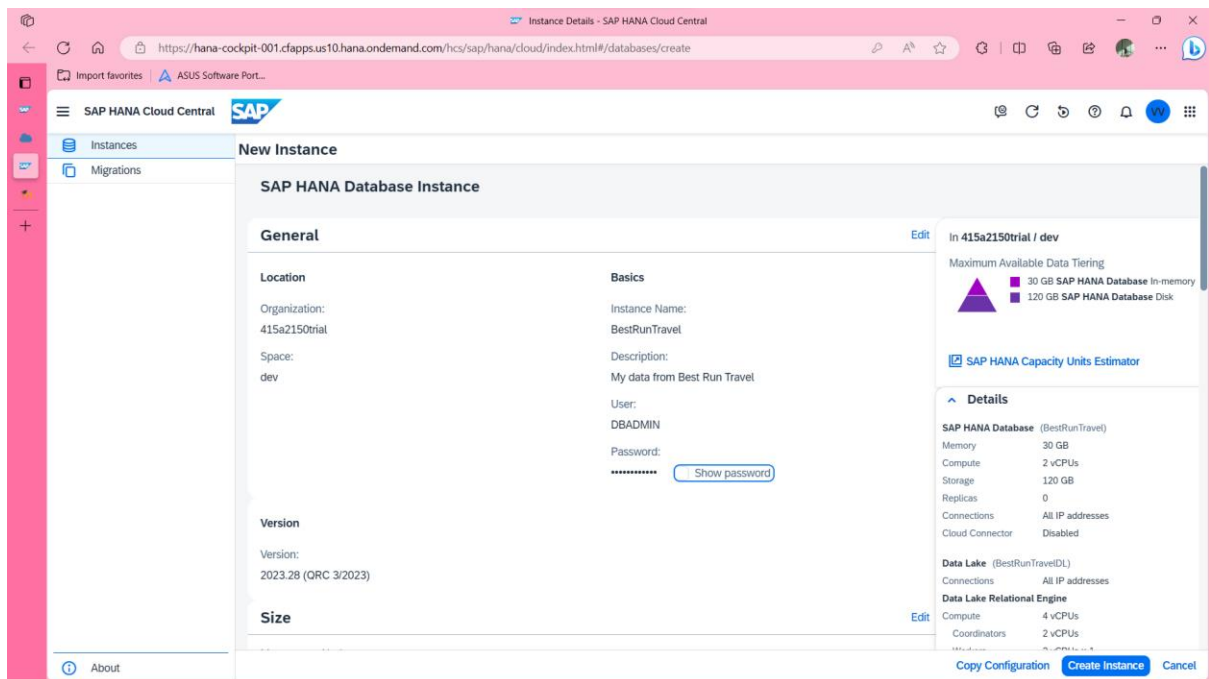 Instance Details - SAP HANA Cloud Central
https://hana-cockpit-001.cfapps.us10.hana.ondemand.com/hcs/sap/hana/cloud/index.html#/databases/create
Import favorites
ASUS Software Port...
SAP HANA Cloud Central
SAP
VV
Instances
Migrations
New Instance
SAP HANA Database Instance
General
Edit
Location
Organization:
415a2150trial
Space:
dev
Basics
Instance Name:
BestRunTravel
Description:
My data from Best Run Travel
User:
DBADMIN
Password:
•••••••••••• Show password
Version
Version:
2023.28 (QRC 3/2023)
Size
Edit
In 415a2150trial / dev
Maximum Available Data Tiering
30 GB SAP HANA Database In-memory
120 GB SAP HANA Database Disk
SAP HANA Capacity Units Estimator
Details
SAP HANA Database (BestRunTravel)
Memory 30 GB
Compute 2 vCPUs
Storage 120 GB
Replicas 0
Connections All IP addresses
Cloud Connector Disabled
Data Lake (BestRunTravelDL)
Connections All IP addresses
Data Lake Relational Engine
Compute 4 vCPUs
Coordinators 2 vCPUs
About
Copy Configuration Create Instance Cancel